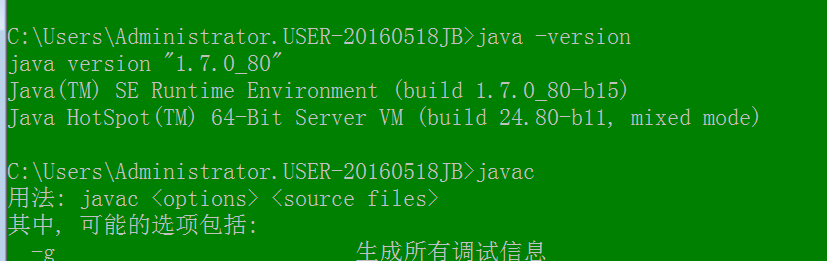 C:\Users\Administrator.USER-20160518JB>java -version
java version "1.7.0_80"
Java(TM) SE Runtime Environment (build 1.7.0_80-b15)
Java HotSpot(TM) 64-Bit Server VM (build 24.80-b11, mixed mode)
C:\Users\Administrator.USER-20160518JB>javac
用法: javac <options> <source files>
其中, 可能的选项包括:
-g 生成所有调试信息